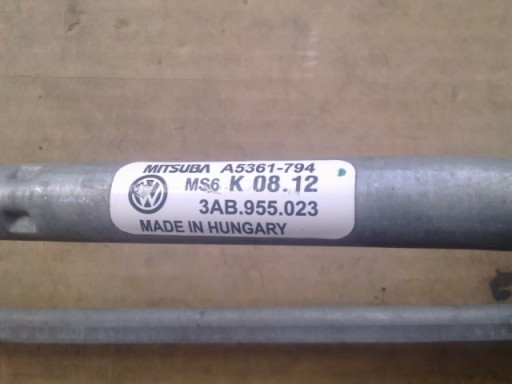 MITSUBA A5361-794
MS6 K 08.12
3AB.955.023
MADE IN HUNGARY